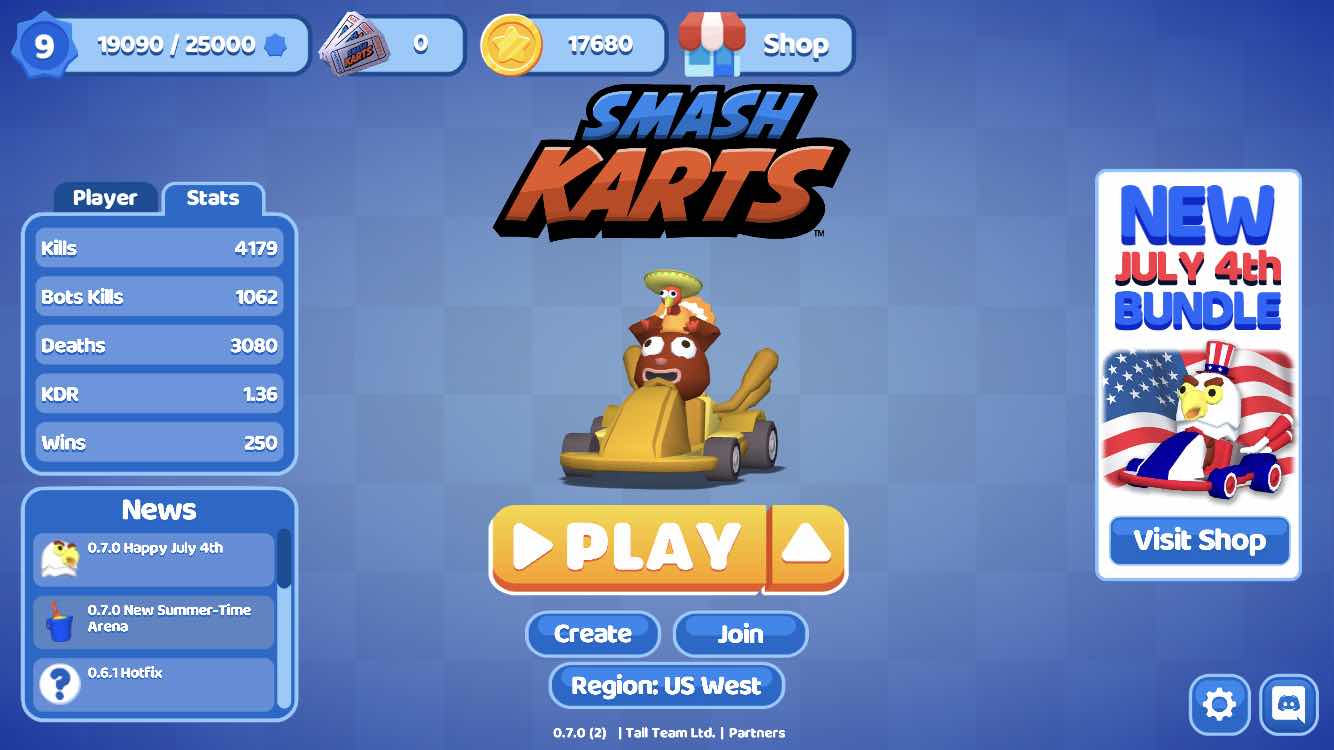 9
19090 / 25000
0
17680
Shop
SMASH
KARTS
TM
Player
Stats
Kills 4179
Bots Kills 1062
Deaths 3080
KDR 1.36
Wins 250
News
0.7.0 Happy July 4th
0.7.0 New Summer-Time
Arena
0.6.1 Hotfix
PLAY
Create
Join
Region: US West
0.7.0 (2) | Tall Team Ltd. | Partners
NEW
JULY 4th
BUNDLE
Visit Shop